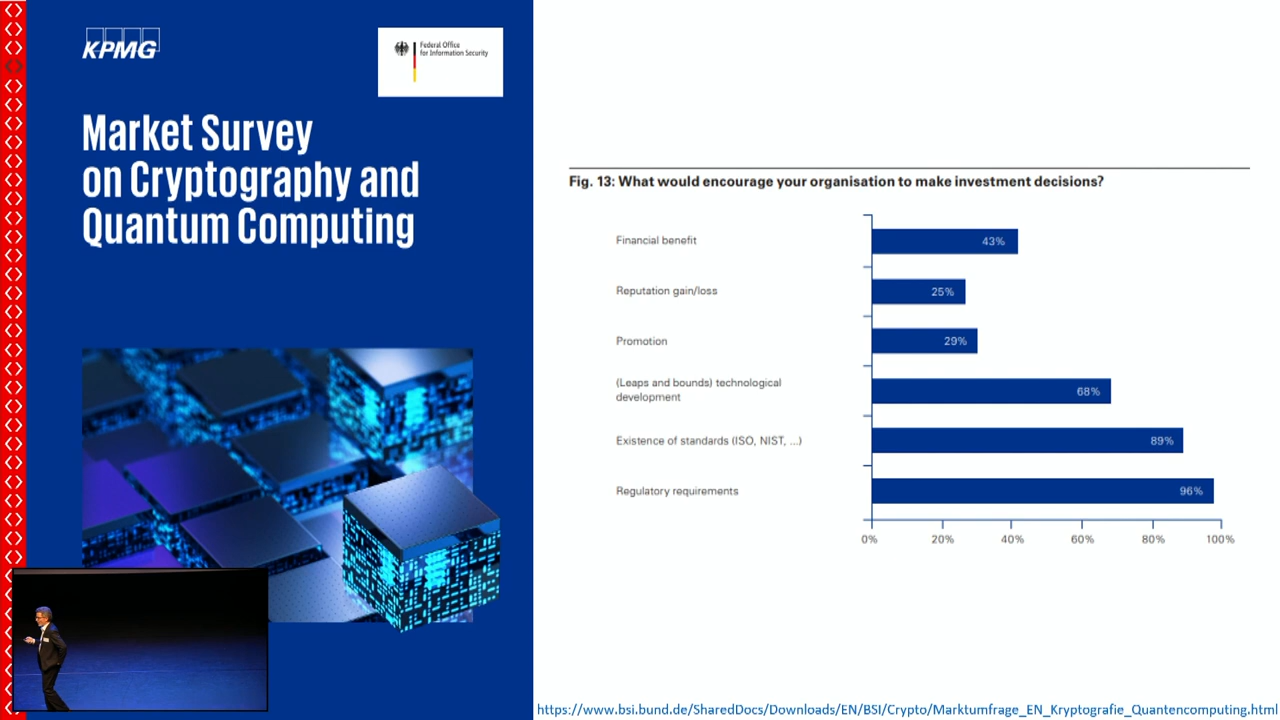 KPMG
Federal Office
for Information Security
Market Survey
on Cryptography and
Quantum Computing
Fig. 13: What would encourage your organisation to make investment decisions?
Financial benefit
43%
Reputation gain/loss
25%
Promotion
29%
(Leaps and bounds) technological
development
68%
Existence of standards (ISO, NIST, ...)
89%
Regulatory requirements
96%
0% 20% 40% 60% 80% 100%
https://www.bsi.bund.de/SharedDocs/Downloads/EN/BSI/Crypto/Marktumfrage_EN_Kryptografie_Quantencomputing.html